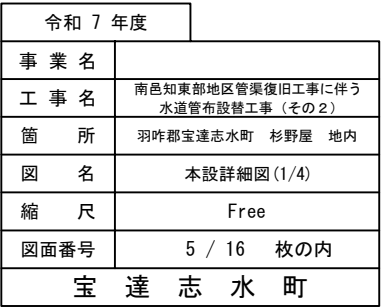 令和 7 年度
事 業 名
工 事 名
南邑知東部地区管渠復旧工事に伴う
水道管布設替工事（その２）
箇 所
羽咋郡宝達志水町 杉野屋 地内
図 名
本設詳細図(1/4)
縮 尺
Free
図面番号
5 / 16 枚の内
宝 達 志 水 町